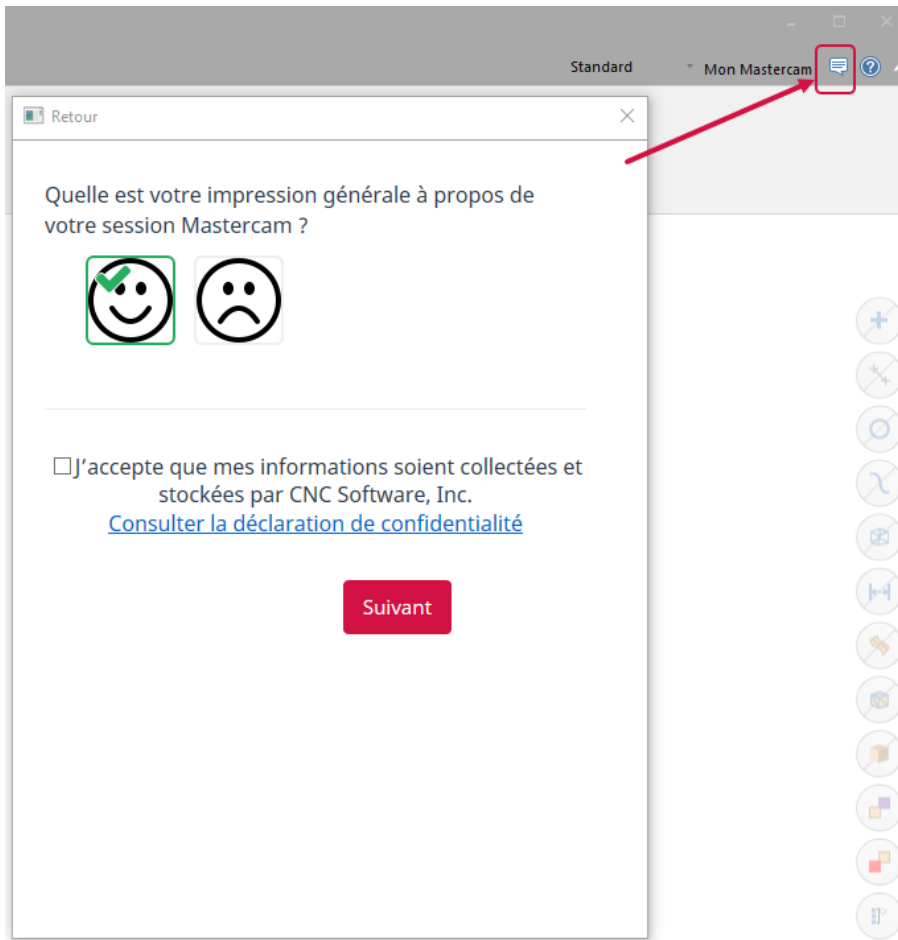 Standard
Mon Mastercam
Retour
Quelle est votre impression générale à propos de
votre session Mastercam ?
J'accepte que mes informations soient collectées et
stockées par CNC Software, Inc.
Consulter la déclaration de confidentialité
Suivant